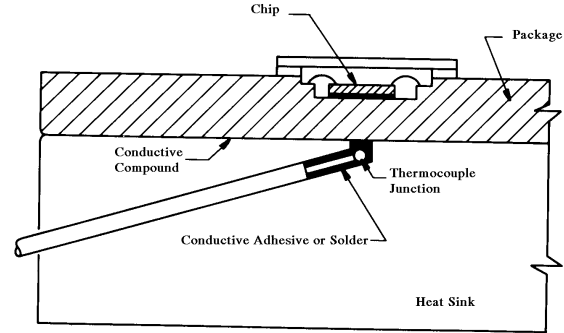 Chip
Package
Conductive
Compound
Thermocouple
Junction
Conductive Adhesive or Solder
Heat Sink